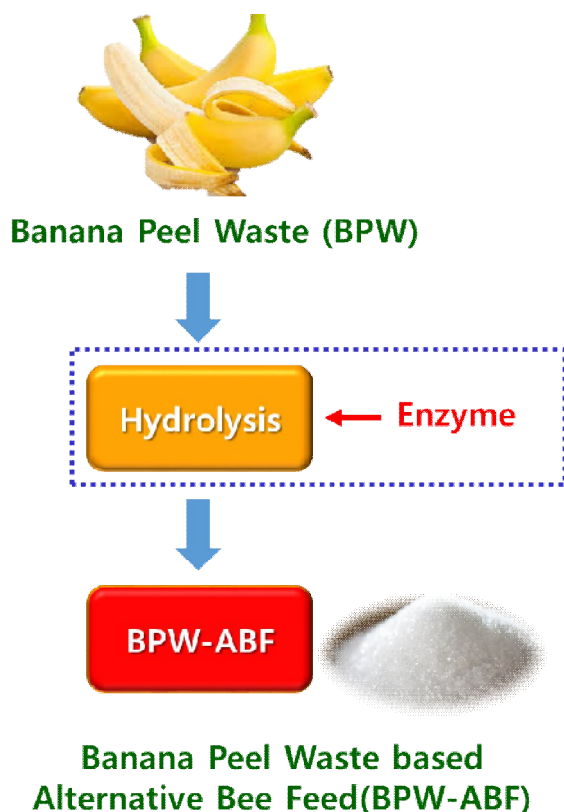 Banana Peel Waste (BPW)
Hydrolysis
Enzyme
BPW-ABF
Banana Peel Waste based
Alternative Bee Feed(BPW-ABF)